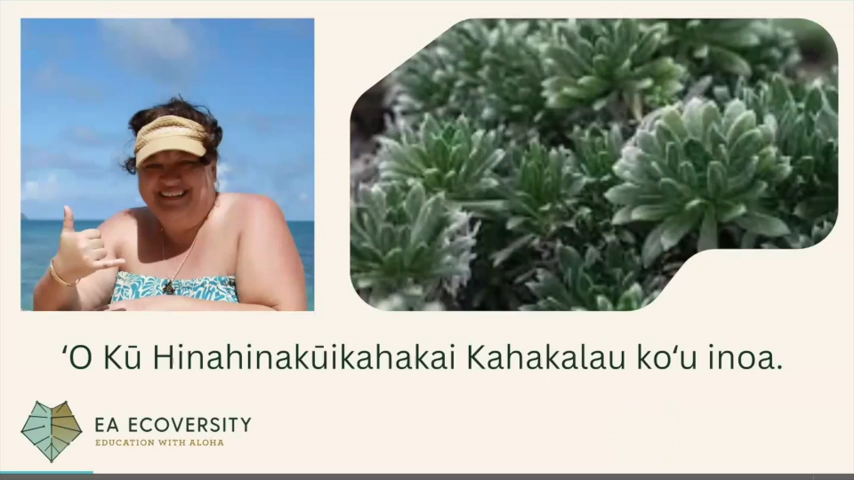 ʻO Kū Hinahinakūikahakai Kahakalau koʻu inoa.
EA ECOVERSITY
EDUCATION WITH ALOHA